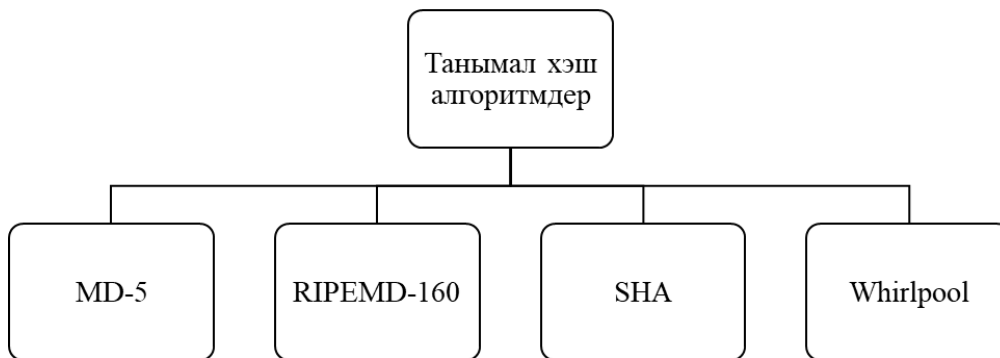 Танымал хэш
алгоритмдер
MD-5
RIPEMD-160
SHA
Whirlpool